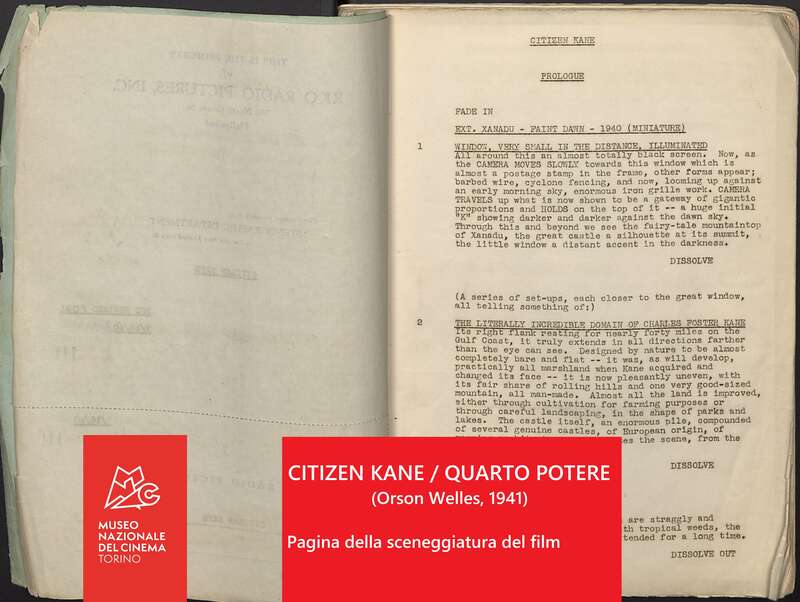 THIS IS THE PROPERTY
of
RKO RADIO PICTURES, INC.
CITIZEN KANE
PROLOGUE
FADE IN
EXT. XANADU - FAINT DAWN - 1940 (MINIATURE)
1 WINDOW, VERY SMALL IN THE DISTANCE, ILLUMINATED
All around this an almost totally black screen. Now, as
the CAMERA MOVES SLOWLY towards this window which is
almost a postage stamp in the frame, other forms appear;
barbed wire, cyclone fencing, and now, looming up against
an early morning sky, enormous iron grille work. CAMERA
TRAVELS up what is now shown to be a gateway of gigantic
proportions and HOLDS on the top of it -- a huge initial
"K" showing darker and darker against the dawn sky.
Through this and beyond we see the fairy-tale mountaintop
of Xanadu, the great castle a silhouette at its summit,
the little window a distant accent in the darkness.
DISSOLVE
(A series of set-ups, each closer to the great window,
all telling something of;)
2 THE LITERALLY INCREDIBLE DOMAIN OF CHARLES FOSTER KANE
Its right flank resting for nearly forty miles on the
Gulf Coast, it truly extends in all directions farther
than the eye can see. Designed by nature to be almost
completely bare and flat -- it was, as will develop,
practically all marshland when Kane acquired and
changed its face -- it is now pleasantly uneven, with
its fair share of rolling hills and one very good-sized
mountain, all man-made. Almost all the land is improved,
either through cultivation for farming purposes or
through careful landscaping, in the shape of parks and
lakes. The castle itself, an enormous pile, compounded
of several genuine castles, of European origin, of
the scene, from the
DISSOLVE
are straggly and
tropical weeds, the
for a long time.
DISSOLVE OUT
MUSEO
NAZIONALE
DEL CINEMA
TORINO
CITIZEN KANE / QUARTO POTERE
(Orson Welles, 1941)
Pagina della sceneggiatura del film